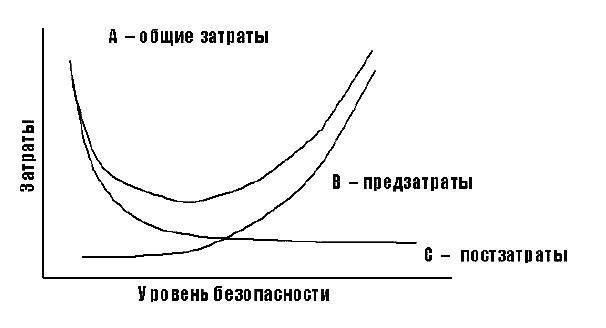 А – общие затраты
Затраты
В – предзатраты
С – постзатраты
Уровень безопасности